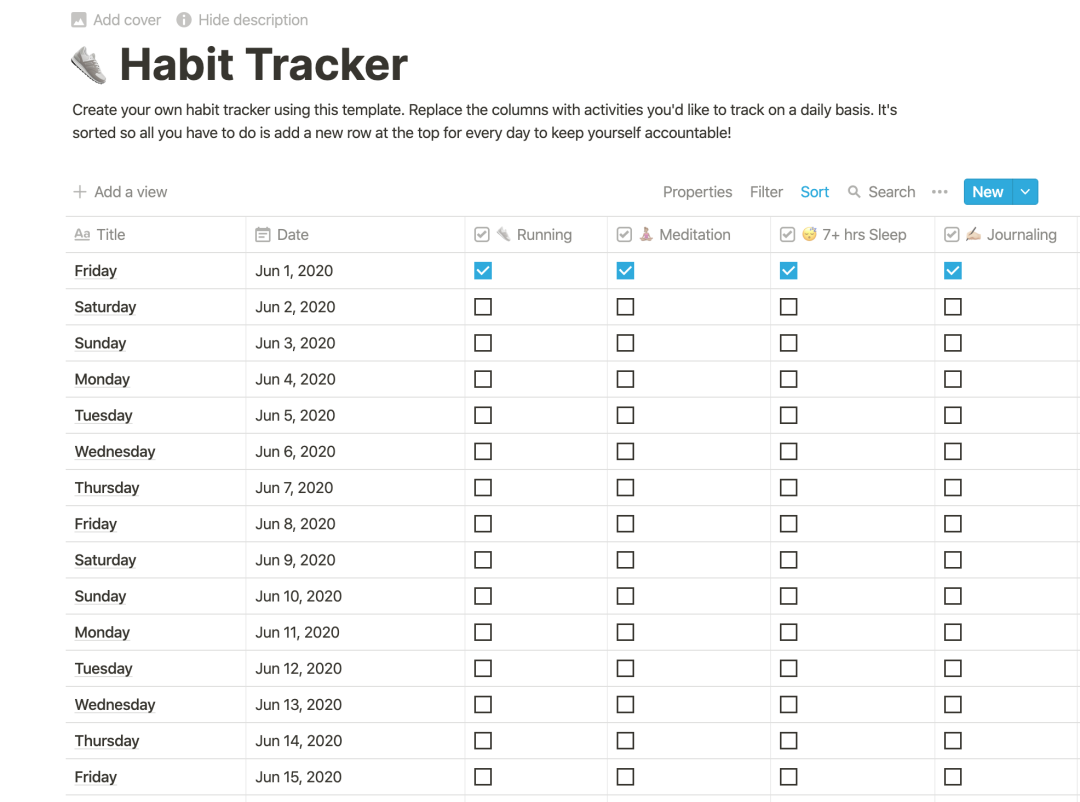 Add cover Hide description
Habit Tracker
Create your own habit tracker using this template. Replace the columns with activities you'd like to track on a daily basis. It's
sorted so all you have to do is add a new row at the top for every day to keep yourself accountable!
Add a view Properties Filter Sort Search New
Aa Title Date Running Meditation 7+ hrs Sleep Journaling
Friday Jun 1, 2020
Saturday Jun 2, 2020
Sunday Jun 3, 2020
Monday Jun 4, 2020
Tuesday Jun 5, 2020
Wednesday Jun 6, 2020
Thursday Jun 7, 2020
Friday Jun 8, 2020
Saturday Jun 9, 2020
Sunday Jun 10, 2020
Monday Jun 11, 2020
Tuesday Jun 12, 2020
Wednesday Jun 13, 2020
Thursday Jun 14, 2020
Friday Jun 15, 2020